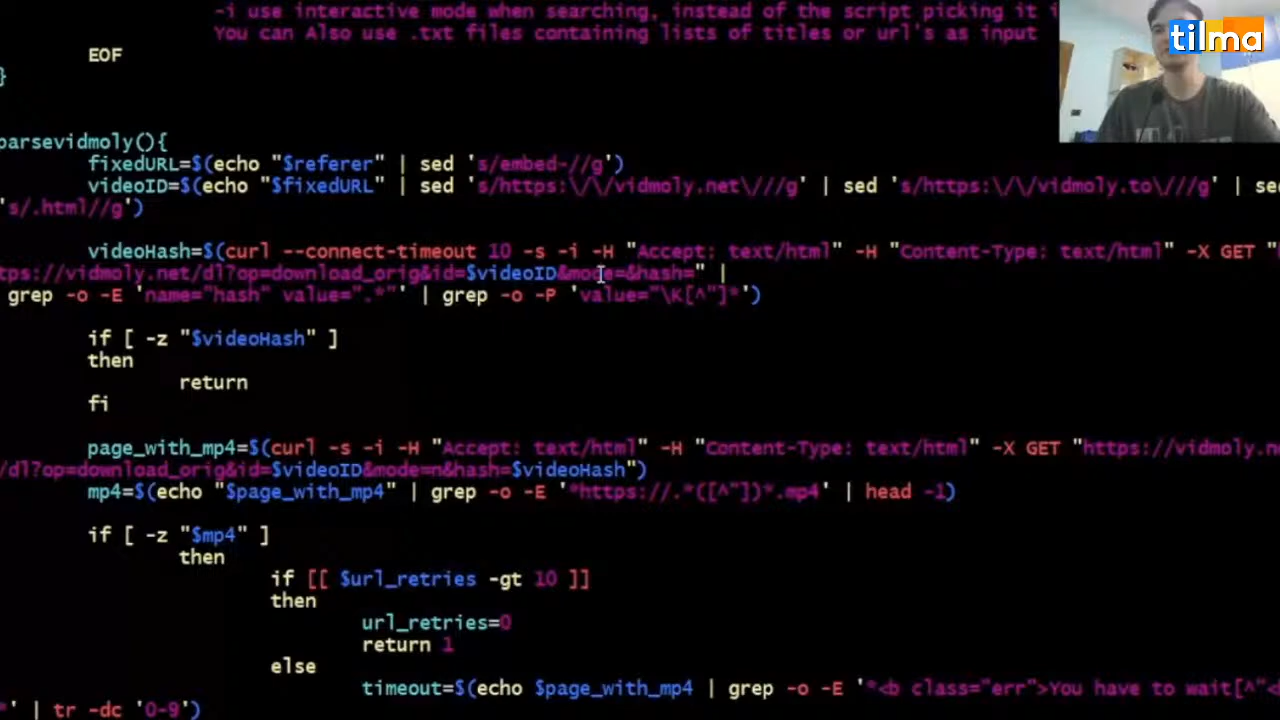 -i use interactive mode when searching, instead of the script picking it i
You can Also use .txt files containing lists of titles or url's as input
tilma
EOF
}
parsevidmoly(){
fixedURL=$(echo "$referer" | sed 's/embed-//g')
videoID=$(echo "$fixedURL" | sed 's/https:\/\/vidmoly.net\///g' | sed 's/https:\/\/vidmoly.to\///g' | sed
's/.html//g')
videoHash=$(curl --connect-timeout 10 -s -i -H "Accept: text/html" -H "Content-Type: text/html" -X GET "
tps://vidmoly.net/dl?op=download_orig&id=$videoID&mode=&hash=" |
grep -o -E 'name="hash" value=".*"' | grep -o -P 'value="\K[^"]*')
if [ -z "$videoHash" ]
then
return
fi
page_with_mp4=$(curl -s -i -H "Accept: text/html" -H "Content-Type: text/html" -X GET "https://vidmoly.n
/dl?op=download_orig&id=$videoID&mode=n&hash=$videoHash")
mp4=$(echo "$page_with_mp4" | grep -o -E '*https://.*([^"])*.mp4' | head -1)
if [ -z "$mp4" ]
then
if [[ $url_retries -gt 10 ]]
then
url_retries=0
return 1
else
timeout=$(echo $page_with_mp4 | grep -o -E '*<b class="err">You have to wait[^"<
*' | tr -dc '0-9')